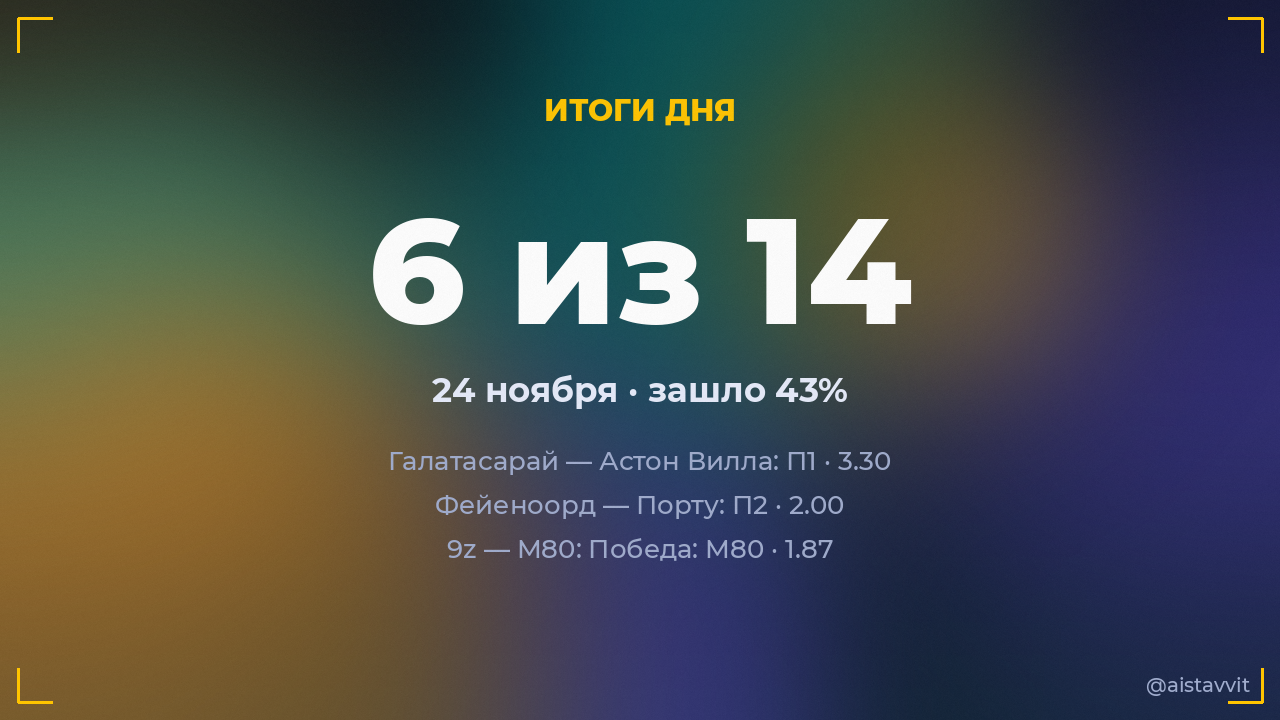 ИТОГИ ДНЯ
6 из 14
24 ноября · зашло 43%
Галатасарай — Астон Вилла: П1 · 3.30
Фейеноорд — Порту: П2 · 2.00
9z — M80: Победа: M80 · 1.87
@aistavvit